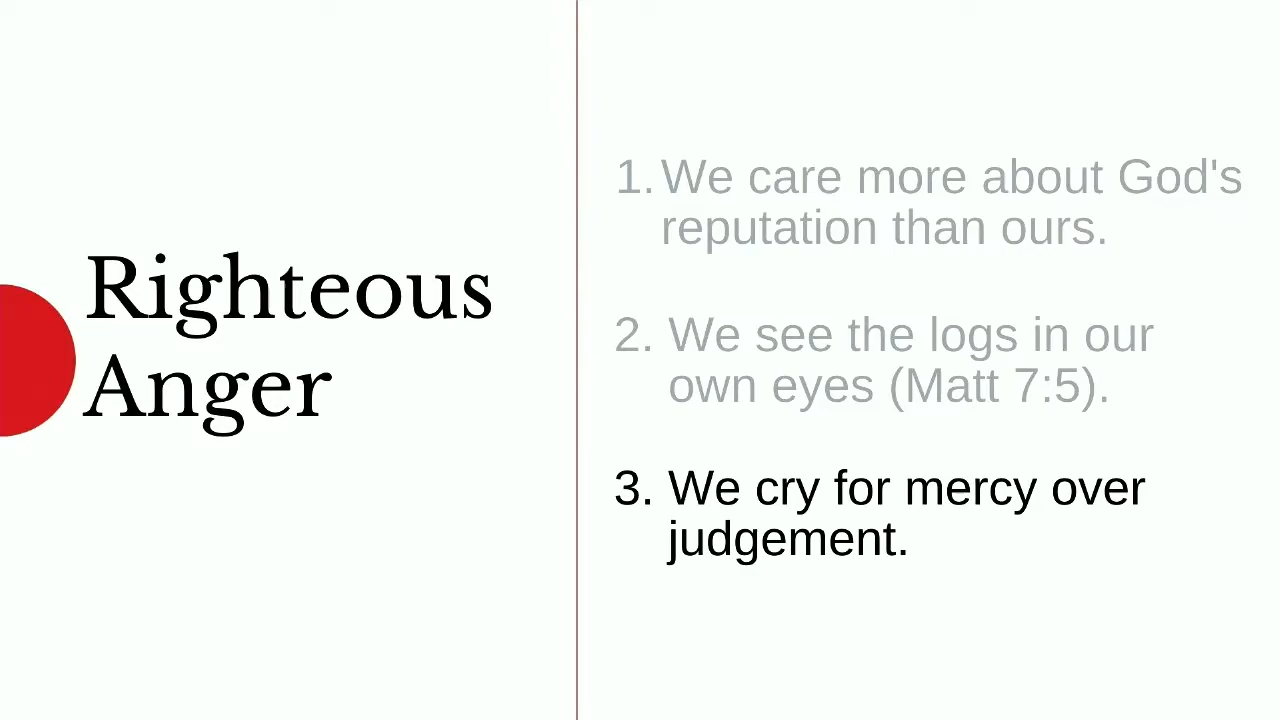 Righteous
Anger
1. We care more about God's
reputation than ours.
2. We see the logs in our
own eyes (Matt 7:5).
3. We cry for mercy over
judgement.